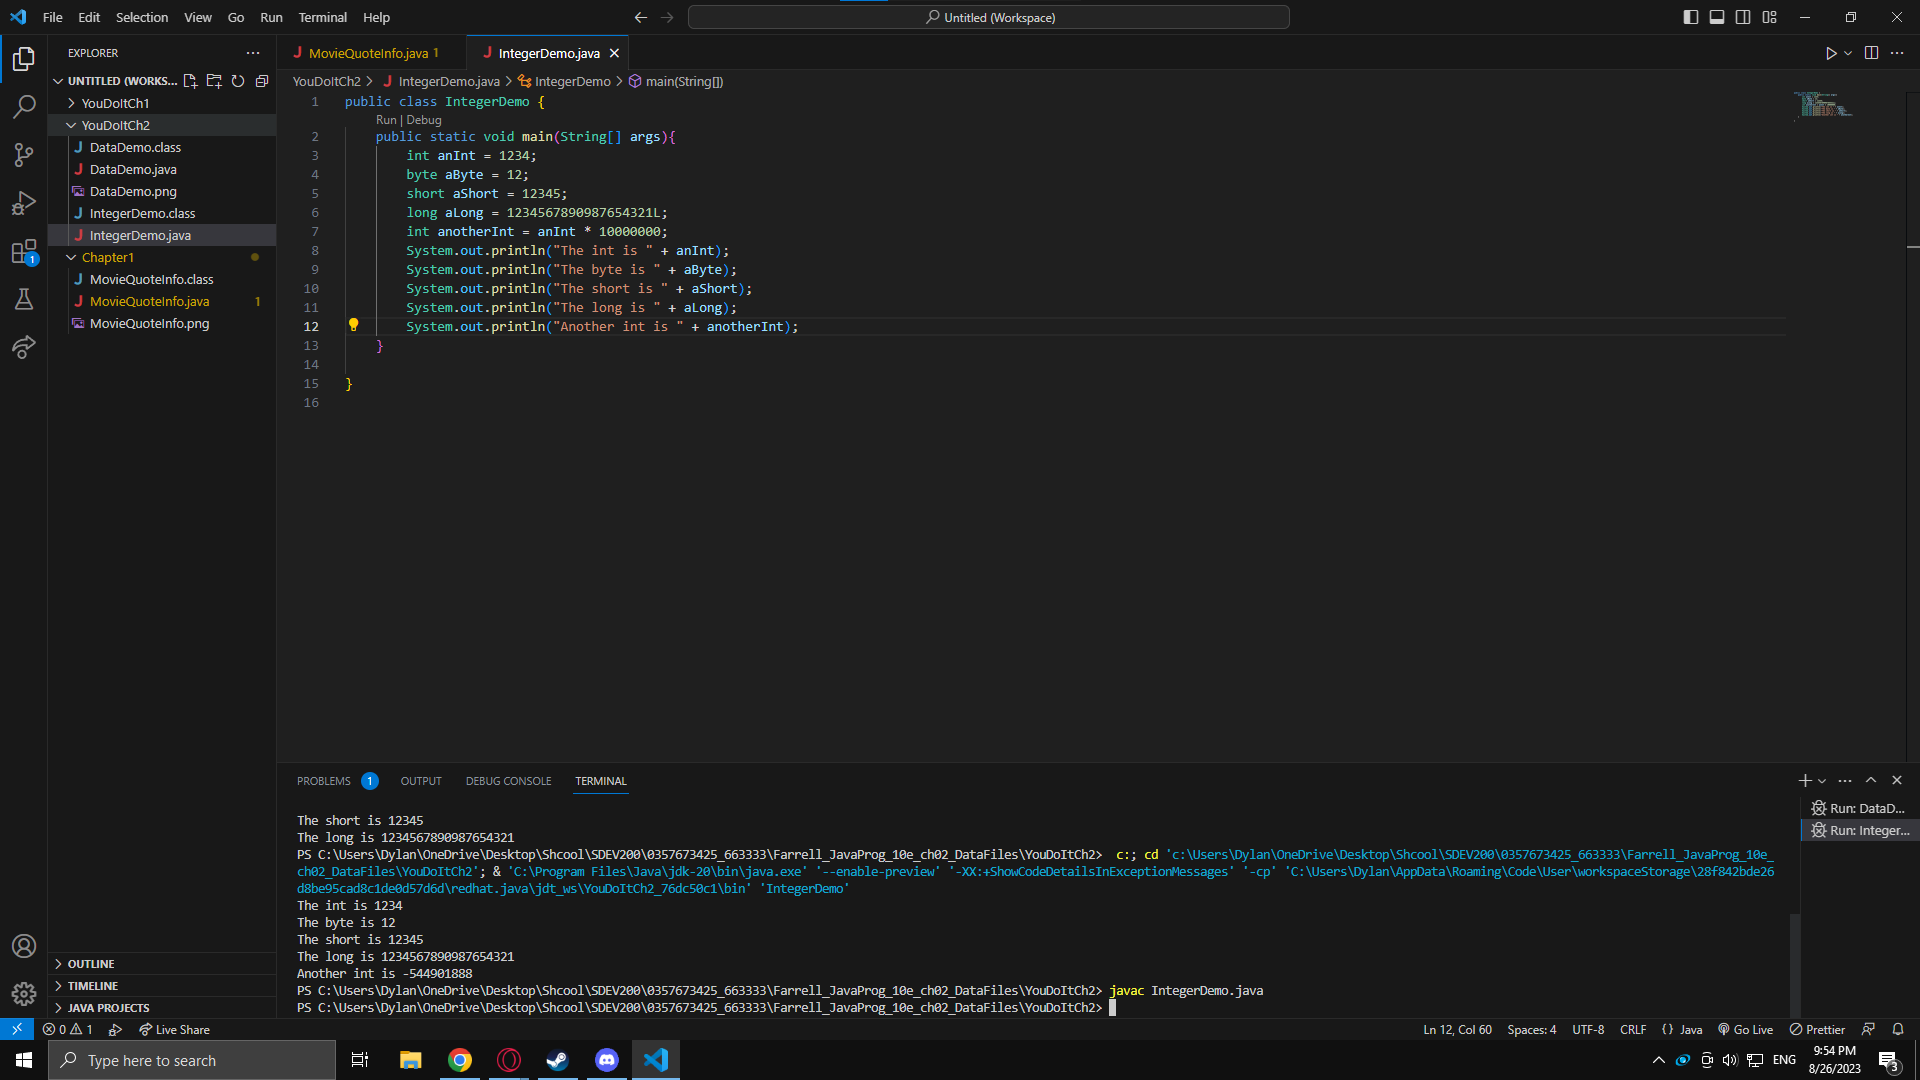 File Edit Selection View Go Run Terminal Help
Untitled (Workspace)
EXPLORER
UNTITLED (WORKS...
YouDoItCh1
YouDoItCh2
DataDemo.class
DataDemo.java
DataDemo.png
IntegerDemo.class
IntegerDemo.java
Chapter1
MovieQuoteInfo.class
MovieQuoteInfo.java 1
MovieQuoteInfo.png
OUTLINE
TIMELINE
JAVA PROJECTS
1
MovieQuoteInfo.java 1 IntegerDemo.java
YouDoItCh2 > IntegerDemo.java > IntegerDemo > main(String[])
1 public class IntegerDemo {
Run | Debug
2 public static void main(String[] args){
3 int anInt = 1234;
4 byte aByte = 12;
5 short aShort = 12345;
6 long aLong = 1234567890987654321L;
7 int anotherInt = anInt * 10000000;
8 System.out.println("The int is " + anInt);
9 System.out.println("The byte is " + aByte);
10 System.out.println("The short is " + aShort);
11 System.out.println("The long is " + aLong);
12 System.out.println("Another int is " + anotherInt);
13 }
14
15 }
16
PROBLEMS 1 OUTPUT DEBUG CONSOLE TERMINAL
The short is 12345
The long is 1234567890987654321
PS C:\Users\Dylan\OneDrive\Desktop\Shcool\SDEV200\0357673425_663333\Farrell_JavaProg_10e_ch02_DataFiles\YouDoItCh2> c:; cd 'c:\Users\Dylan\OneDrive\Desktop\Shcool\SDEV200\0357673425_663333\Farrell_JavaProg_10e_
ch02_DataFiles\YouDoItCh2'; & 'C:\Program Files\Java\jdk-20\bin\java.exe' '--enable-preview' '-XX:+ShowCodeDetailsInExceptionMessages' '-cp' 'C:\Users\Dylan\AppData\Roaming\Code\User\workspaceStorage\28f842bde26
d8be95cad8c1de0d57d6d\redhat.java\jdt_ws\YouDoItCh2_76dc50c1\bin' 'IntegerDemo'
The int is 1234
The byte is 12
The short is 12345
The long is 1234567890987654321
Another int is -544901888
PS C:\Users\Dylan\OneDrive\Desktop\Shcool\SDEV200\0357673425_663333\Farrell_JavaProg_10e_ch02_DataFiles\YouDoItCh2> javac IntegerDemo.java
PS C:\Users\Dylan\OneDrive\Desktop\Shcool\SDEV200\0357673425_663333\Farrell_JavaProg_10e_ch02_DataFiles\YouDoItCh2>
Run: DataD...
Run: Integer...
0 1 Live Share Ln 12, Col 60 Spaces: 4 UTF-8 CRLF {} Java Go Live Prettier
Type here to search
ENG
9:54 PM
8/26/2023
3